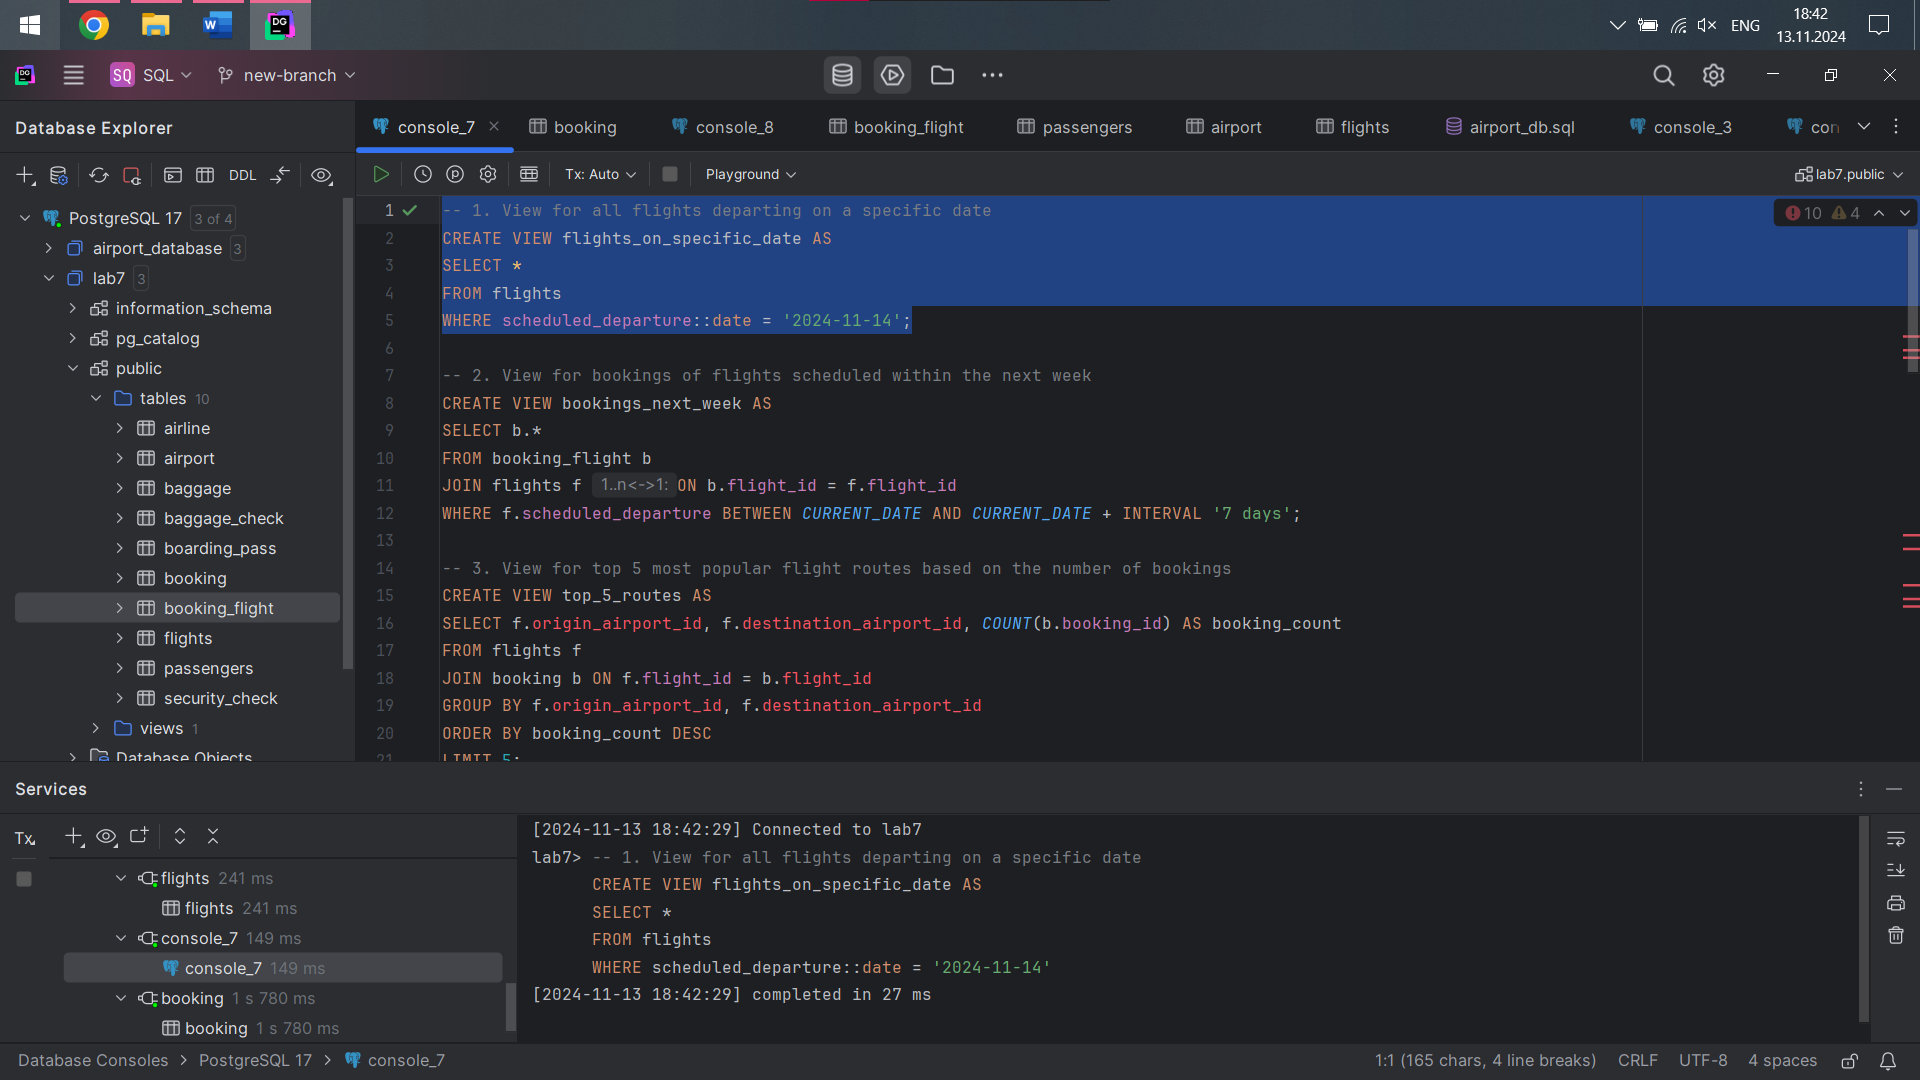 18:42
ENG
13.11.2024
SQ SQL new-branch
Database Explorer
console_7 booking console_8 booking_flight passengers airport flights airport_db.sql console_3 con
DDL Tx: Auto Playground lab7.public
PostgreSQL 17 3 of 4
airport_database 3
lab7 3
information_schema
pg_catalog
public
tables 10
airline
airport
baggage
baggage_check
boarding_pass
booking
booking_flight
flights
passengers
security_check
views 1
Database Objects
10 4
1 -- 1. View for all flights departing on a specific date
2 CREATE VIEW flights_on_specific_date AS
3 SELECT *
4 FROM flights
5 WHERE scheduled_departure::date = '2024-11-14';
6
7 -- 2. View for bookings of flights scheduled within the next week
8 CREATE VIEW bookings_next_week AS
9 SELECT b.*
10 FROM booking_flight b
11 JOIN flights f 1..n<->1: ON b.flight_id = f.flight_id
12 WHERE f.scheduled_departure BETWEEN CURRENT_DATE AND CURRENT_DATE + INTERVAL '7 days';
13
14 -- 3. View for top 5 most popular flight routes based on the number of bookings
15 CREATE VIEW top_5_routes AS
16 SELECT f.origin_airport_id, f.destination_airport_id, COUNT(b.booking_id) AS booking_count
17 FROM flights f
18 JOIN booking b ON f.flight_id = b.flight_id
19 GROUP BY f.origin_airport_id, f.destination_airport_id
20 ORDER BY booking_count DESC
21 LIMIT 5;
Services
Tx
flights 241 ms
flights 241 ms
console_7 149 ms
console_7 149 ms
booking 1 s 780 ms
booking 1 s 780 ms
[2024-11-13 18:42:29] Connected to lab7
lab7> -- 1. View for all flights departing on a specific date
CREATE VIEW flights_on_specific_date AS
SELECT *
FROM flights
WHERE scheduled_departure::date = '2024-11-14'
[2024-11-13 18:42:29] completed in 27 ms
Database Consoles > PostgreSQL 17 > console_7
1:1 (165 chars, 4 line breaks) CRLF UTF-8 4 spaces